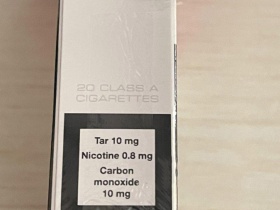 20 CLASS A
CIGARETTES
Tar 10 mg
Nicotine 0.8 mg
Carbon
monoxide
10 mg